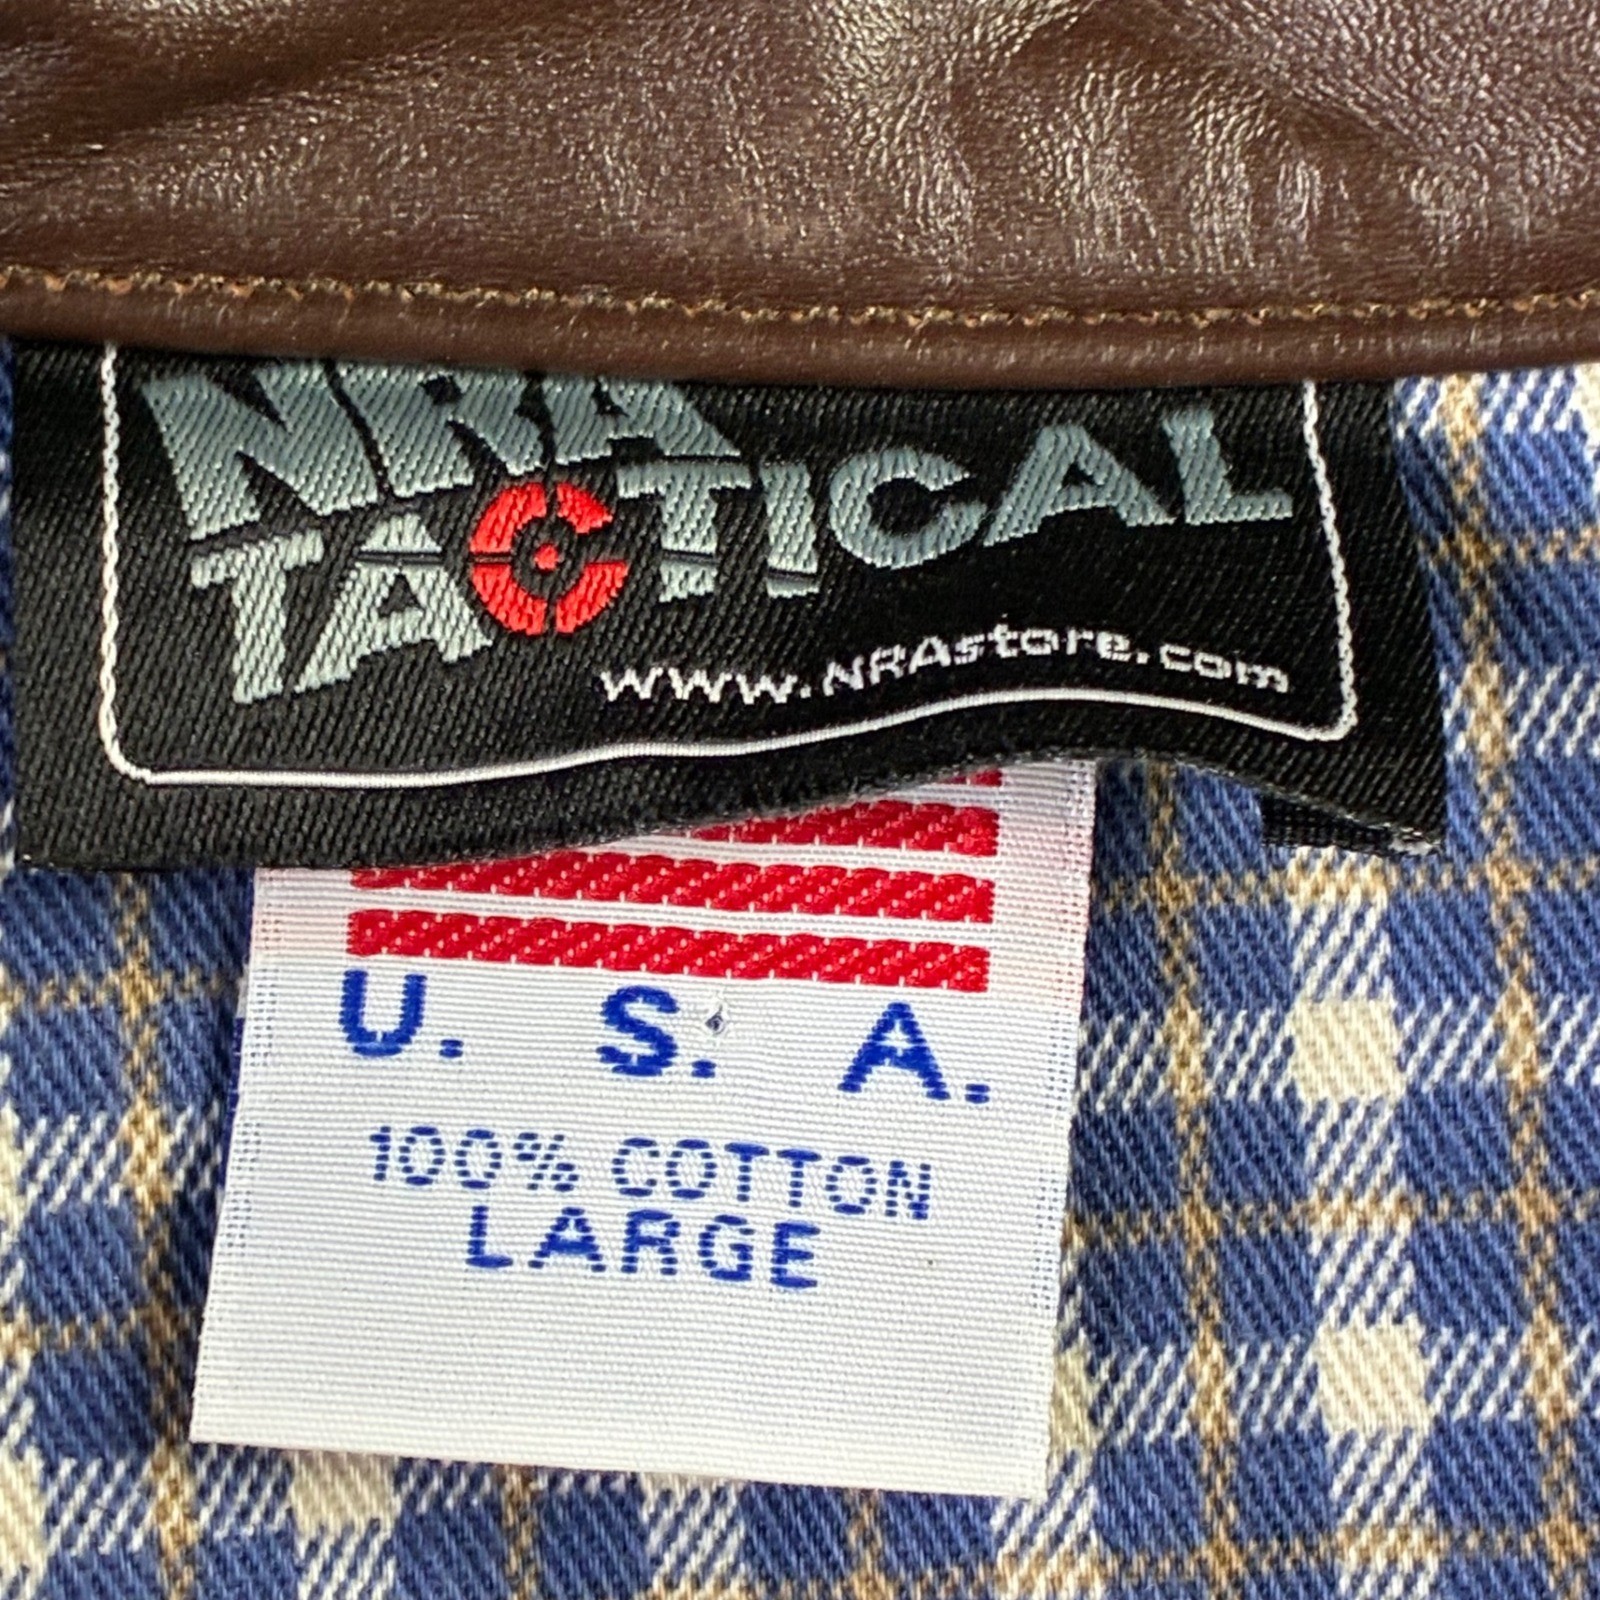 NRA
TACTICAL
www.NRAstore.com
U. S. A.
100% COTTON
LARGE